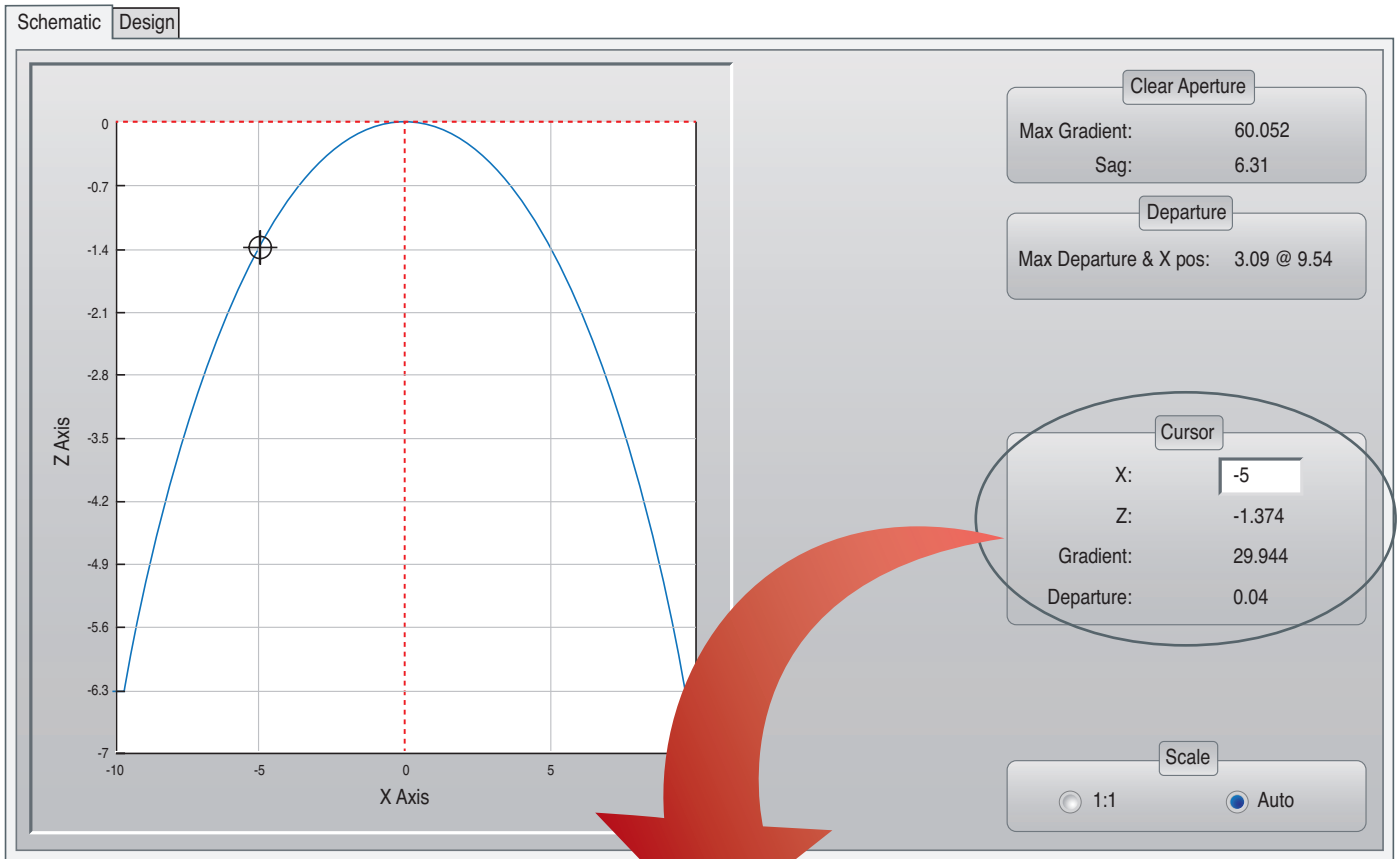 Schematic Design
0
-0.7
-1.4
-2.1
-2.8
-3.5
-4.2
-4.9
-5.6
-6.3
-7
Z Axis
-10 -5 0 5
X Axis
Clear Aperture
Max Gradient: 60.052
Sag: 6.31
Departure
Max Departure & X pos: 3.09 @ 9.54
Cursor
X: -5
Z: -1.374
Gradient: 29.944
Departure: 0.04
Scale
1:1 Auto